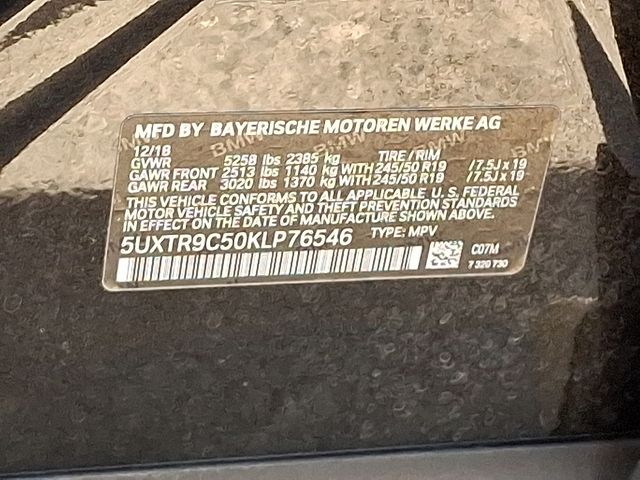 MFD BY BAYERISCHE MOTOREN WERKE AG
12/18
GVWR 5258 lbs 2385 kg TIRE / RIM
GAWR FRONT 2513 lbs 1140 kg WITH 245/50 R19 / 7.5J x 19
GAWR REAR 3020 lbs 1370 kg WITH 245/50 R19 / 7.5J x 19
THIS VEHICLE CONFORMS TO ALL APPLICABLE U.S. FEDERAL
MOTOR VEHICLE SAFETY AND THEFT PREVENTION STANDARDS
IN EFFECT ON THE DATE OF MANUFACTURE SHOWN ABOVE.
5UXTR9C50KLP76546 TYPE: MPV
C07M
7 320 730